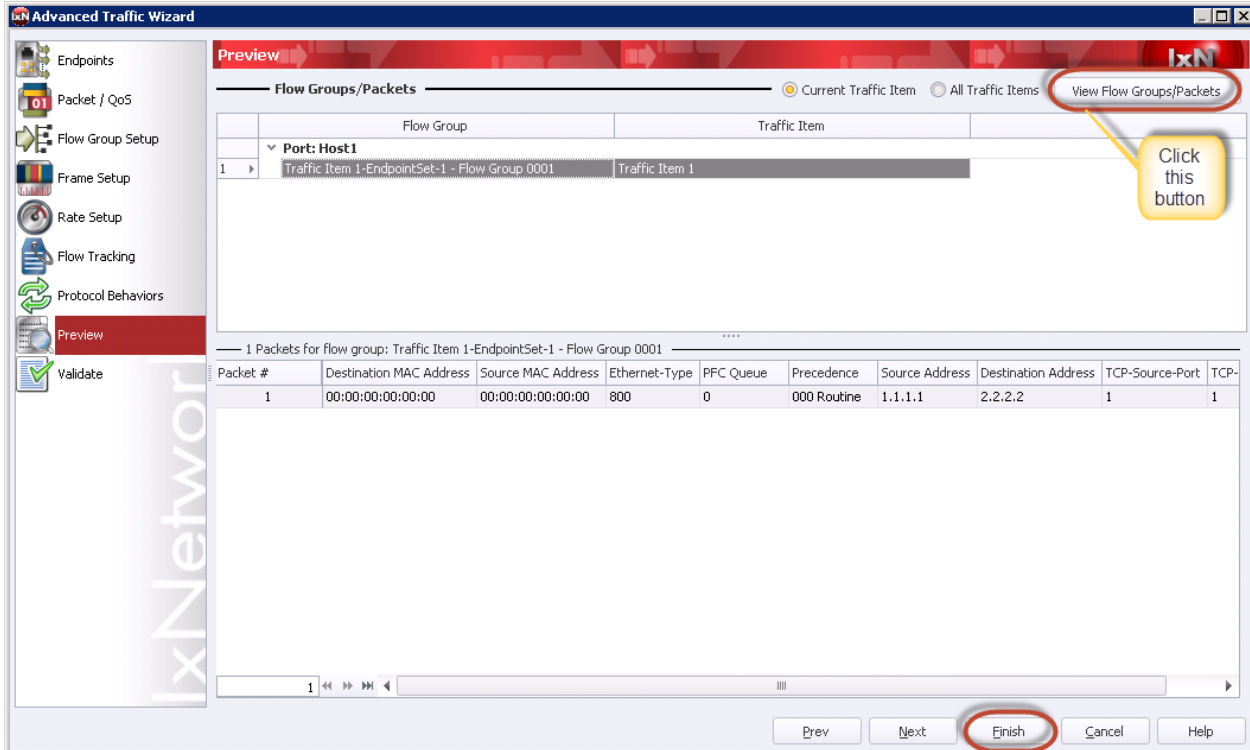 IxN Advanced Traffic Wizard
Endpoints
Packet / QoS
Flow Group Setup
Frame Setup
Rate Setup
Flow Tracking
Protocol Behaviors
Preview
Validate
IxNetwor
Preview
IxN
Flow Groups/Packets
Current Traffic Item
All Traffic Items
View Flow Groups/Packets
Flow Group Traffic Item
Port: Host1
1 Traffic Item 1-EndpointSet-1 - Flow Group 0001 Traffic Item 1
Click
this
button
1 Packets for flow group: Traffic Item 1-EndpointSet-1 - Flow Group 0001
Packet # Destination MAC Address Source MAC Address Ethernet-Type PFC Queue Precedence Source Address Destination Address TCP-Source-Port TCP-
1 00:00:00:00:00:00 00:00:00:00:00:00 800 0 000 Routine 1.1.1.1 2.2.2.2 1 1
1
Prev Next Finish Cancel Help